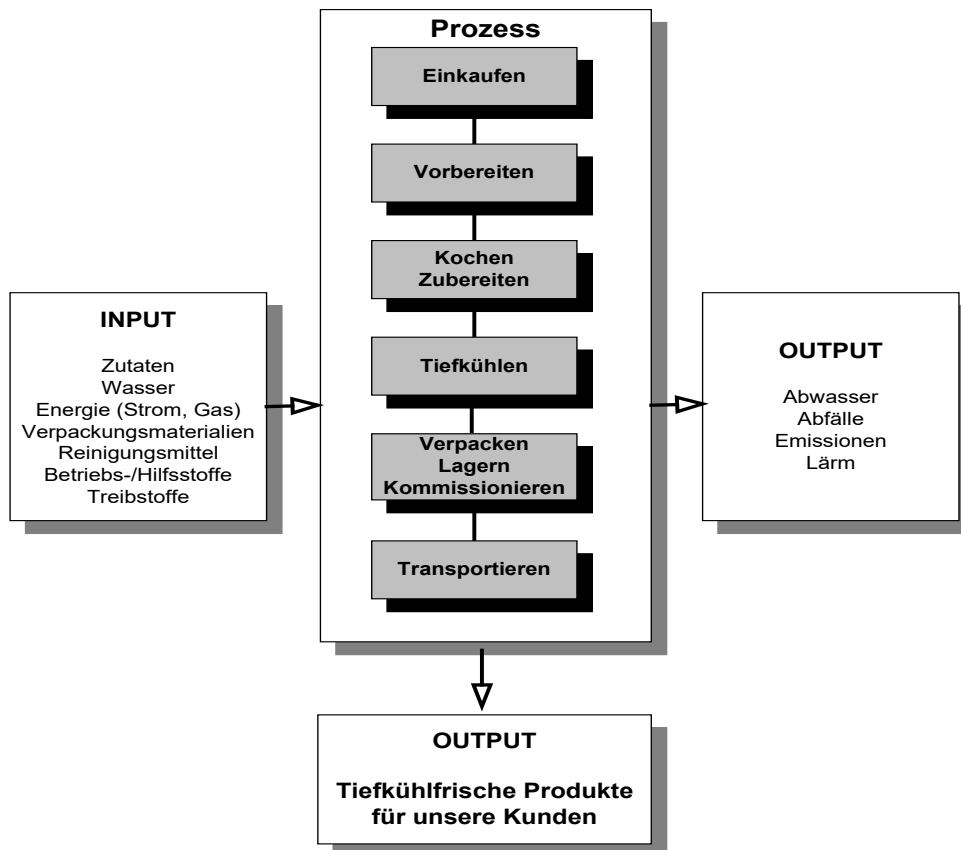 Prozess
Einkaufen
Vorbereiten
Kochen
Zubereiten
Tiefkühlen
Verpacken
Lagern
Kommissionieren
Transportieren
INPUT
Zutaten
Wasser
Energie (Strom, Gas)
Verpackungsmaterialien
Reinigungsmittel
Betriebs-/Hilfsstoffe
Treibstoffe
OUTPUT
Abwasser
Abfälle
Emissionen
Lärm
OUTPUT
Tiefkühlfrische Produkte
für unsere Kunden